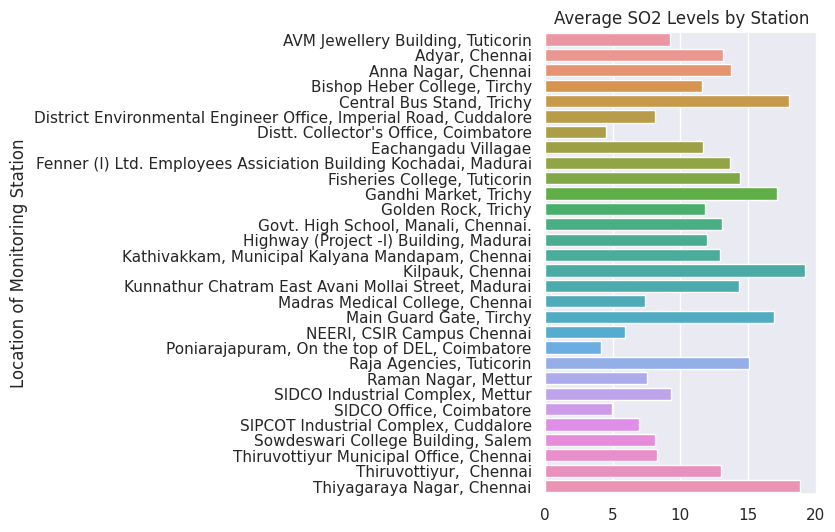 Average SO2 Levels by Station
Location of Monitoring Station
AVM Jewellery Building, Tuticorin
Adyar, Chennai
Anna Nagar, Chennai
Bishop Heber College, Tirchy
Central Bus Stand, Trichy
District Environmental Engineer Office, Imperial Road, Cuddalore
Distt. Collector's Office, Coimbatore
Eachangadu Villagae
Fenner (I) Ltd. Employees Assiciation Building Kochadai, Madurai
Fisheries College, Tuticorin
Gandhi Market, Trichy
Golden Rock, Trichy
Govt. High School, Manali, Chennai.
Highway (Project -I) Building, Madurai
Kathivakkam, Municipal Kalyana Mandapam, Chennai
Kilpauk, Chennai
Kunnathur Chatram East Avani Mollai Street, Madurai
Madras Medical College, Chennai
Main Guard Gate, Tirchy
NEERI, CSIR Campus Chennai
Poniarajapuram, On the top of DEL, Coimbatore
Raja Agencies, Tuticorin
Raman Nagar, Mettur
SIDCO Industrial Complex, Mettur
SIDCO Office, Coimbatore
SIPCOT Industrial Complex, Cuddalore
Sowdeswari College Building, Salem
Thiruvottiyur Municipal Office, Chennai
Thiruvottiyur,  Chennai
Thiyagaraya Nagar, Chennai
0 5 10 15 20